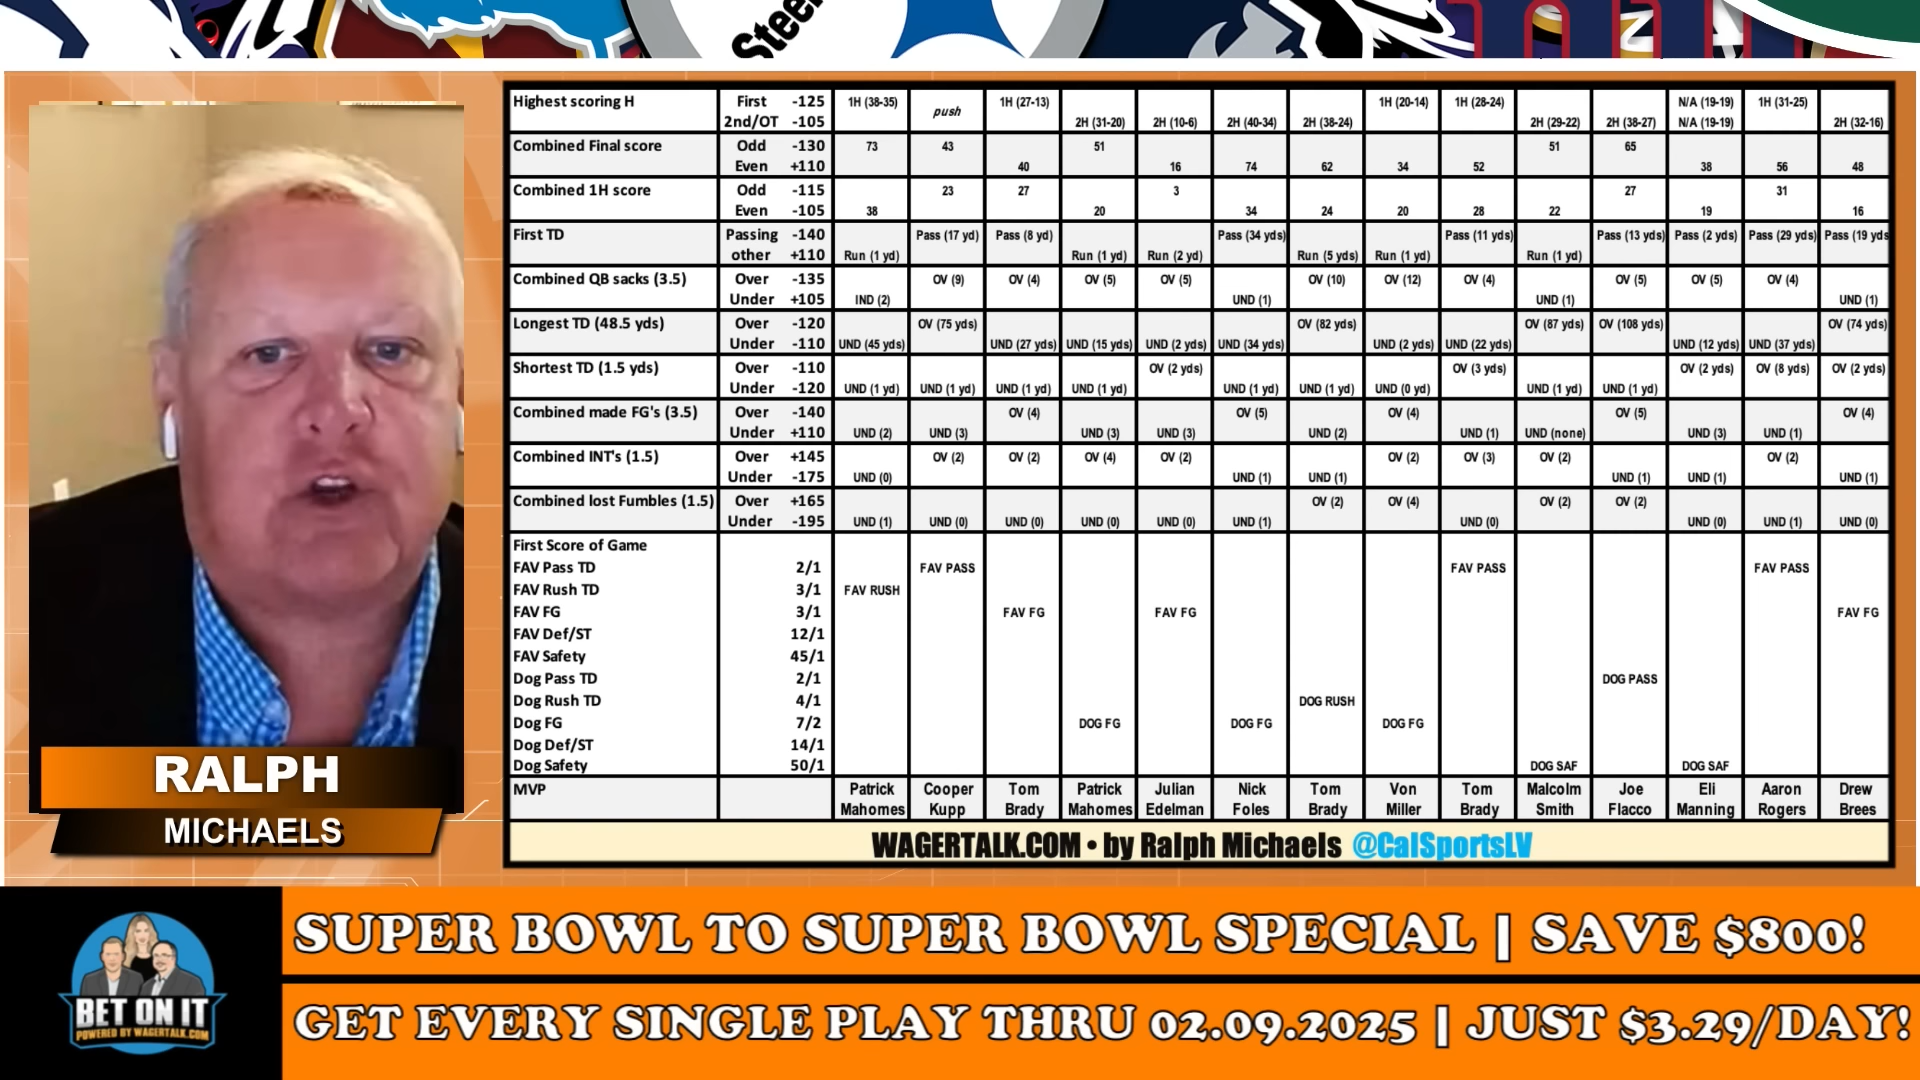 Steel
Highest scoring H First -125 1H (38-35) push 1H (27-13) 1H (20-14) 1H (28-24) N/A (19-19) 1H (31-25)
2nd/OT -105 2H (31-20) 2H (10-6) 2H (40-34) 2H (38-24) 2H (29-22) 2H (38-27) N/A (19-19) 2H (32-16)
Combined Final score Odd -130 73 43 51 51 65
Even +110 40 16 74 62 34 52 38 56 48
Combined 1H score Odd -115 23 27 3 27 31
Even -105 38 20 34 24 20 28 22 19 16
First TD Passing -140 Pass (17 yd) Pass (8 yd) Pass (34 yds) Pass (11 yds) Pass (13 yds) Pass (2 yds) Pass (29 yds) Pass (19 yds
other +110 Run (1 yd) Run (1 yd) Run (2 yd) Run (5 yds) Run (1 yd) Run (1 yd)
Combined QB sacks (3.5) Over -135 OV (9) OV (4) OV (5) OV (5) OV (10) OV (12) OV (4) OV (5) OV (5) OV (4)
Under +105 IND (2) UND (1) UND (1) UND (1)
Longest TD (48.5 yds) Over -120 OV (75 yds) OV (82 yds) OV (87 yds) OV (108 yds) OV (74 yds)
Under -110 UND (45 yds) UND (27 yds) UND (15 yds) UND (2 yds) UND (34 yds) UND (2 yds) UND (22 yds) UND (12 yds) UND (37 yds)
Shortest TD (1.5 yds) Over -110 OV (2 yds) OV (3 yds) OV (2 yds) OV (8 yds) OV (2 yds)
Under -120 UND (1 yd) UND (1 yd) UND (1 yd) UND (1 yd) UND (1 yd) UND (1 yd) UND (0 yd) UND (1 yd) UND (1 yd)
Combined made FG's (3.5) Over -140 OV (4) OV (5) OV (4) OV (5) OV (4)
Under +110 UND (2) UND (3) UND (3) UND (3) UND (2) UND (1) UND (none) UND (3) UND (1)
Combined INT's (1.5) Over +145 OV (2) OV (2) OV (4) OV (2) OV (2) OV (3) OV (2) OV (2)
Under -175 UND (0) UND (1) UND (1) UND (1) UND (1) UND (1)
Combined lost Fumbles (1.5) Over +165 OV (2) OV (4) OV (2) OV (2)
Under -195 UND (1) UND (0) UND (0) UND (0) UND (0) UND (1) UND (0) UND (0) UND (1) UND (0)
First Score of Game
FAV Pass TD 2/1 FAV PASS FAV PASS FAV PASS
FAV Rush TD 3/1 FAV RUSH
FAV FG 3/1 FAV FG FAV FG FAV FG
FAV Def/ST 12/1
FAV Safety 45/1
Dog Pass TD 2/1 DOG PASS
Dog Rush TD 4/1 DOG RUSH
Dog FG 7/2 DOG FG DOG FG DOG FG
Dog Def/ST 14/1
Dog Safety 50/1 DOG SAF DOG SAF
MVP Patrick Cooper Tom Patrick Julian Nick Tom Von Tom Malcolm Joe Eli Aaron Drew
Mahomes Kupp Brady Mahomes Edelman Foles Brady Miller Brady Smith Flacco Manning Rogers Brees
WAGERTALK.COM • by Ralph Michaels @CalSportsLV
RALPH
MICHAELS
BET ON IT
POWERED BY WAGERTALK.COM
SUPER BOWL TO SUPER BOWL SPECIAL | SAVE $800!
GET EVERY SINGLE PLAY THRU 02.09.2025 | JUST $3.29/DAY!